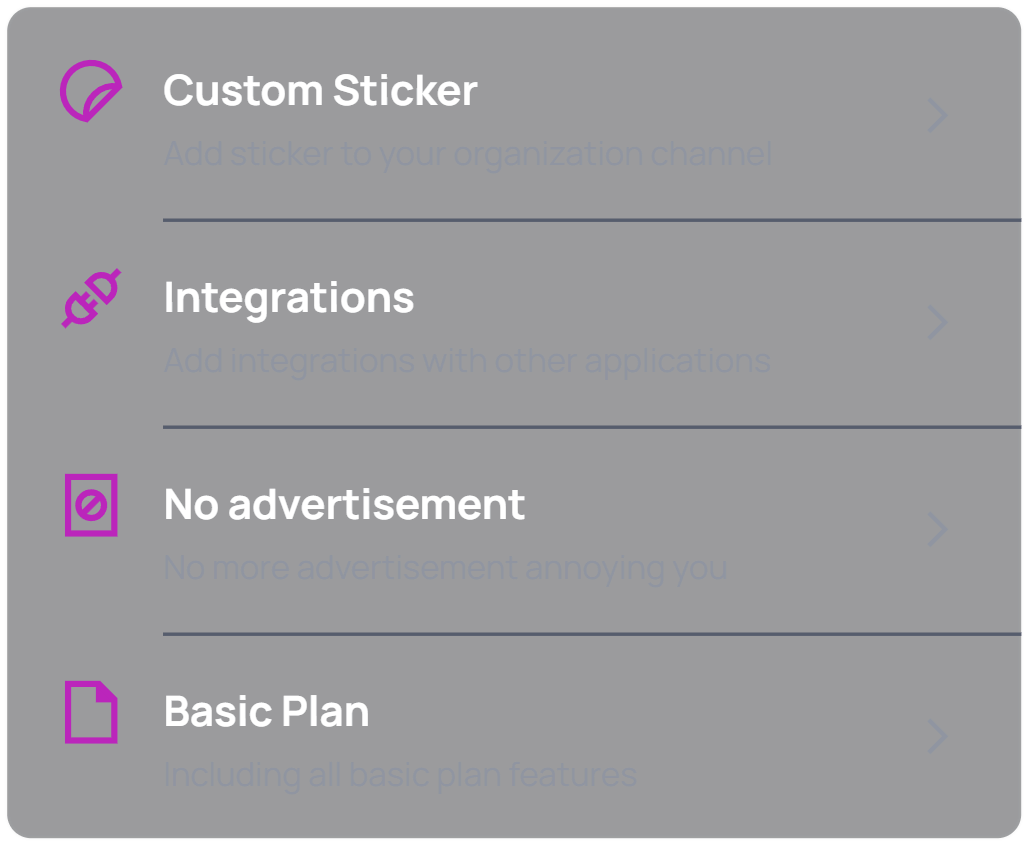 Custom Sticker
Add sticker to your organization channel
Integrations
Add integrations with other applications
No advertisement
No more advertisement annoying you
Basic Plan
Including all basic plan features